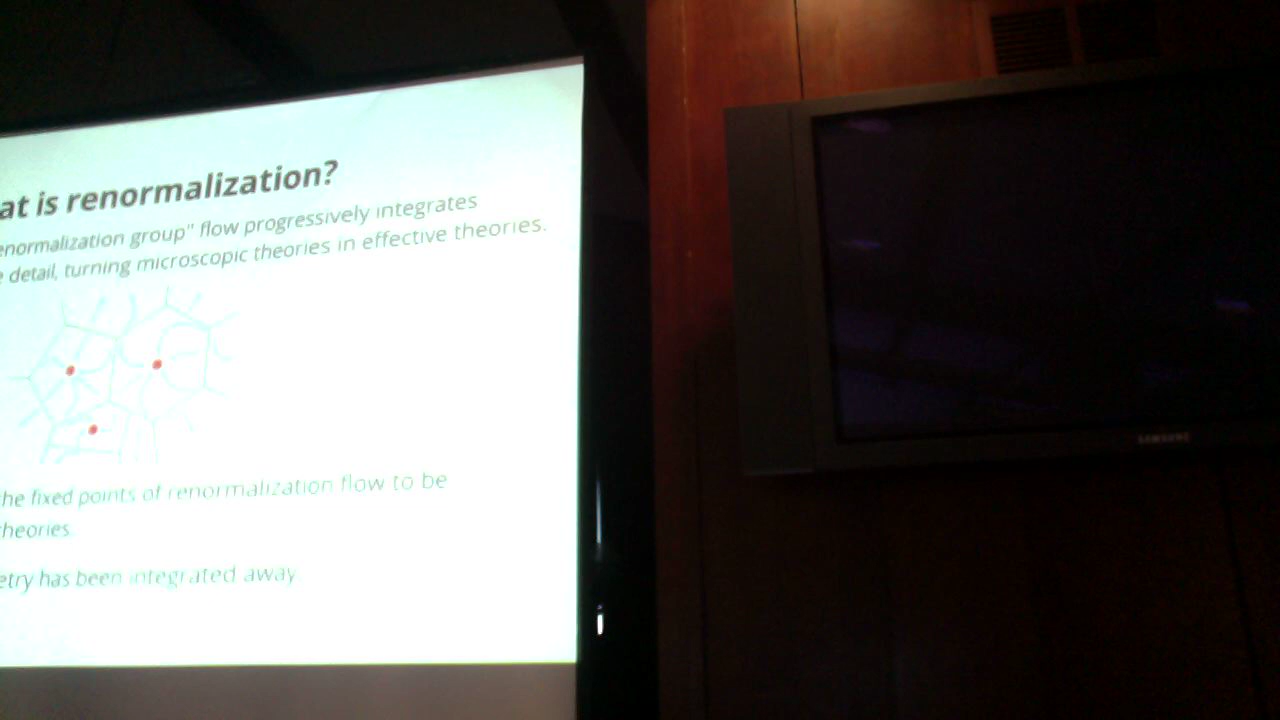 at is renormalization?
enormalization group" flow progressively integrates
e detail, turning microscopic theories in effective theories.
he fixed points of renormalization flow to be
heories.
etry has been integrated away
SAMSUNG